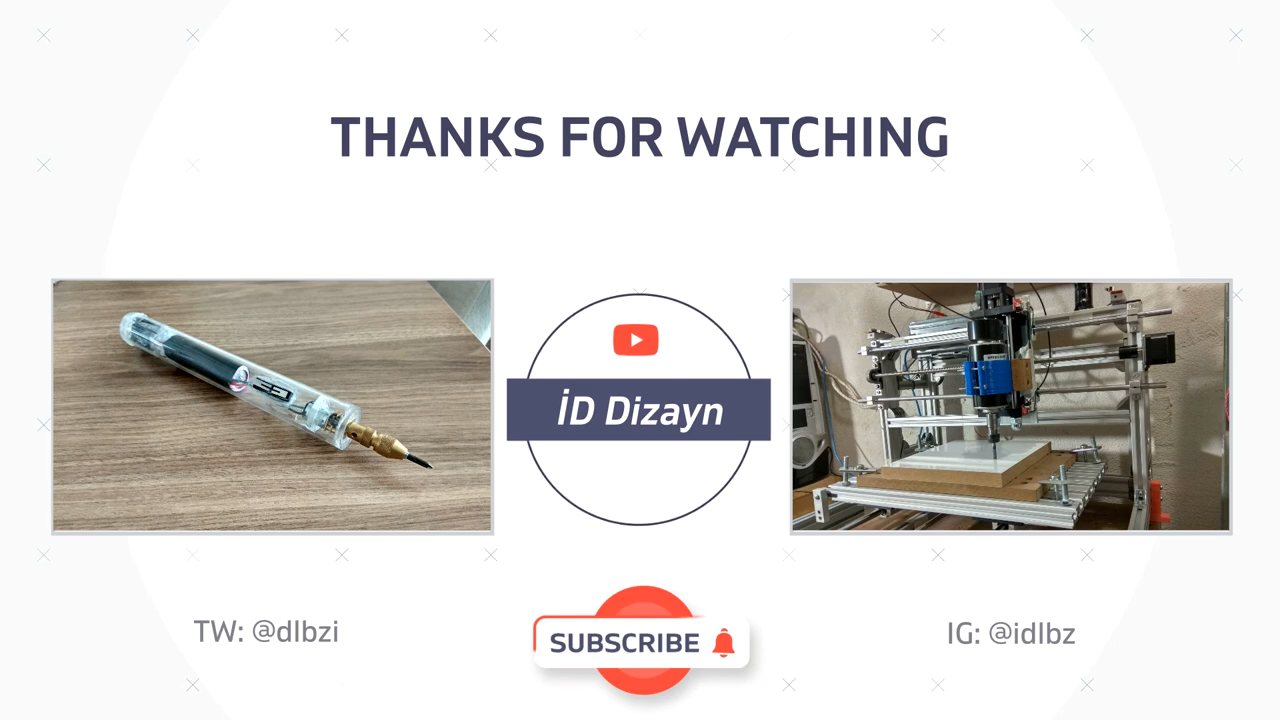 THANKS FOR WATCHING
İD Dizayn
TW: @dlbzi
SUBSCRIBE
IG: @idlbz